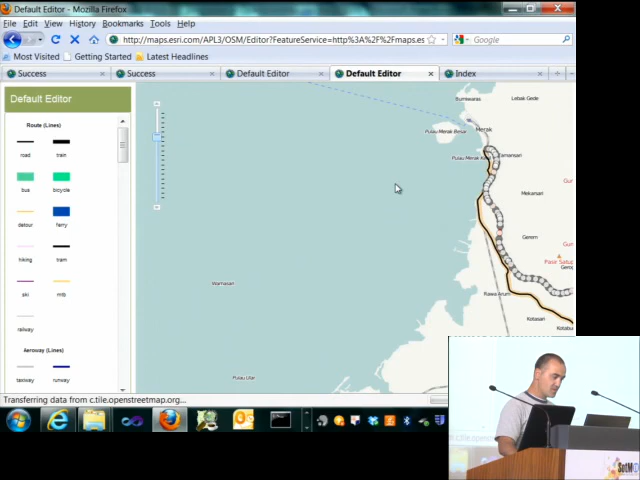 Default Editor - Mozilla Firefox
File Edit View History Bookmarks Tools Help
http://maps.esri.com/APL3/OSM/Editor?FeatureService=http%3A%2F%2Fmaps.es
Google
Most Visited Getting Started Latest Headlines
Success
Success
Default Editor
Default Editor
Index
Default Editor
Route (Lines)
road train
bus bicycle
detour ferry
hiking tram
ski mtb
railway
Aeroway (Lines)
taxiway runway
Bumiwaras
Lebak Gede
Pulau Merak Besar
Merak
Pulau Merak
Tamansari
Mekarsari
Gerem
Rawa Arum
Kotasari
Warnasari
Pulau Ular
Transferring data from c.tile.openstreetmap.org...
SotM